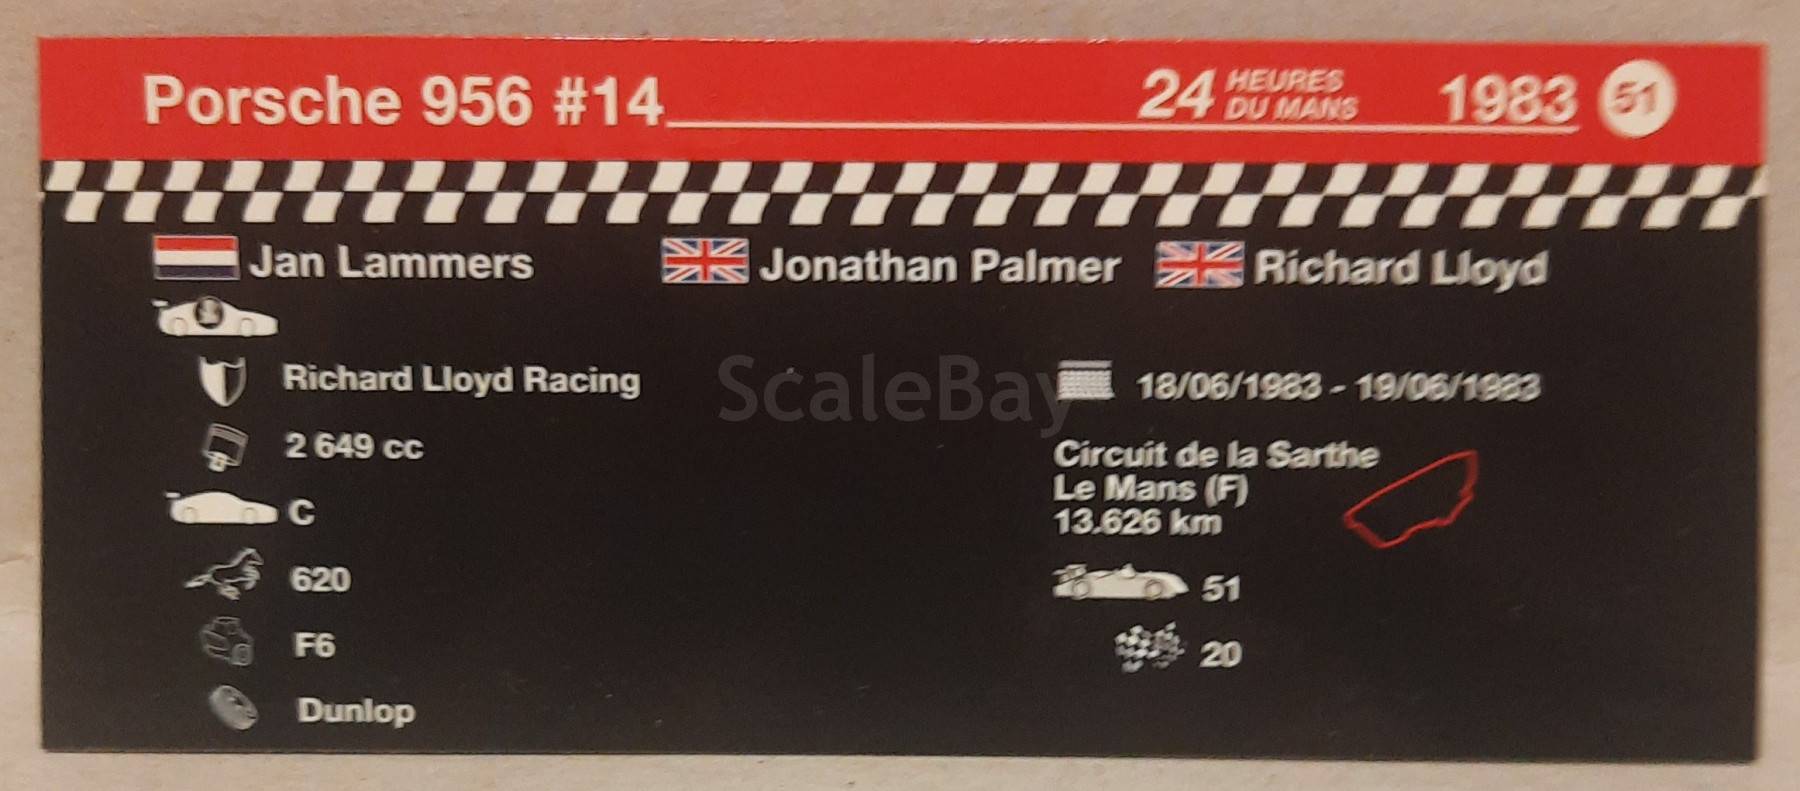 Porsche 956 #14
24 HEURES DU MANS 1983 51
Jan Lammers Jonathan Palmer Richard Lloyd
Richard Lloyd Racing
18/06/1983 - 19/06/1983
ScaleBay
2 649 cc
Circuit de la Sarthe
Le Mans (F)
13.626 km
C
620
51
F6
20
Dunlop